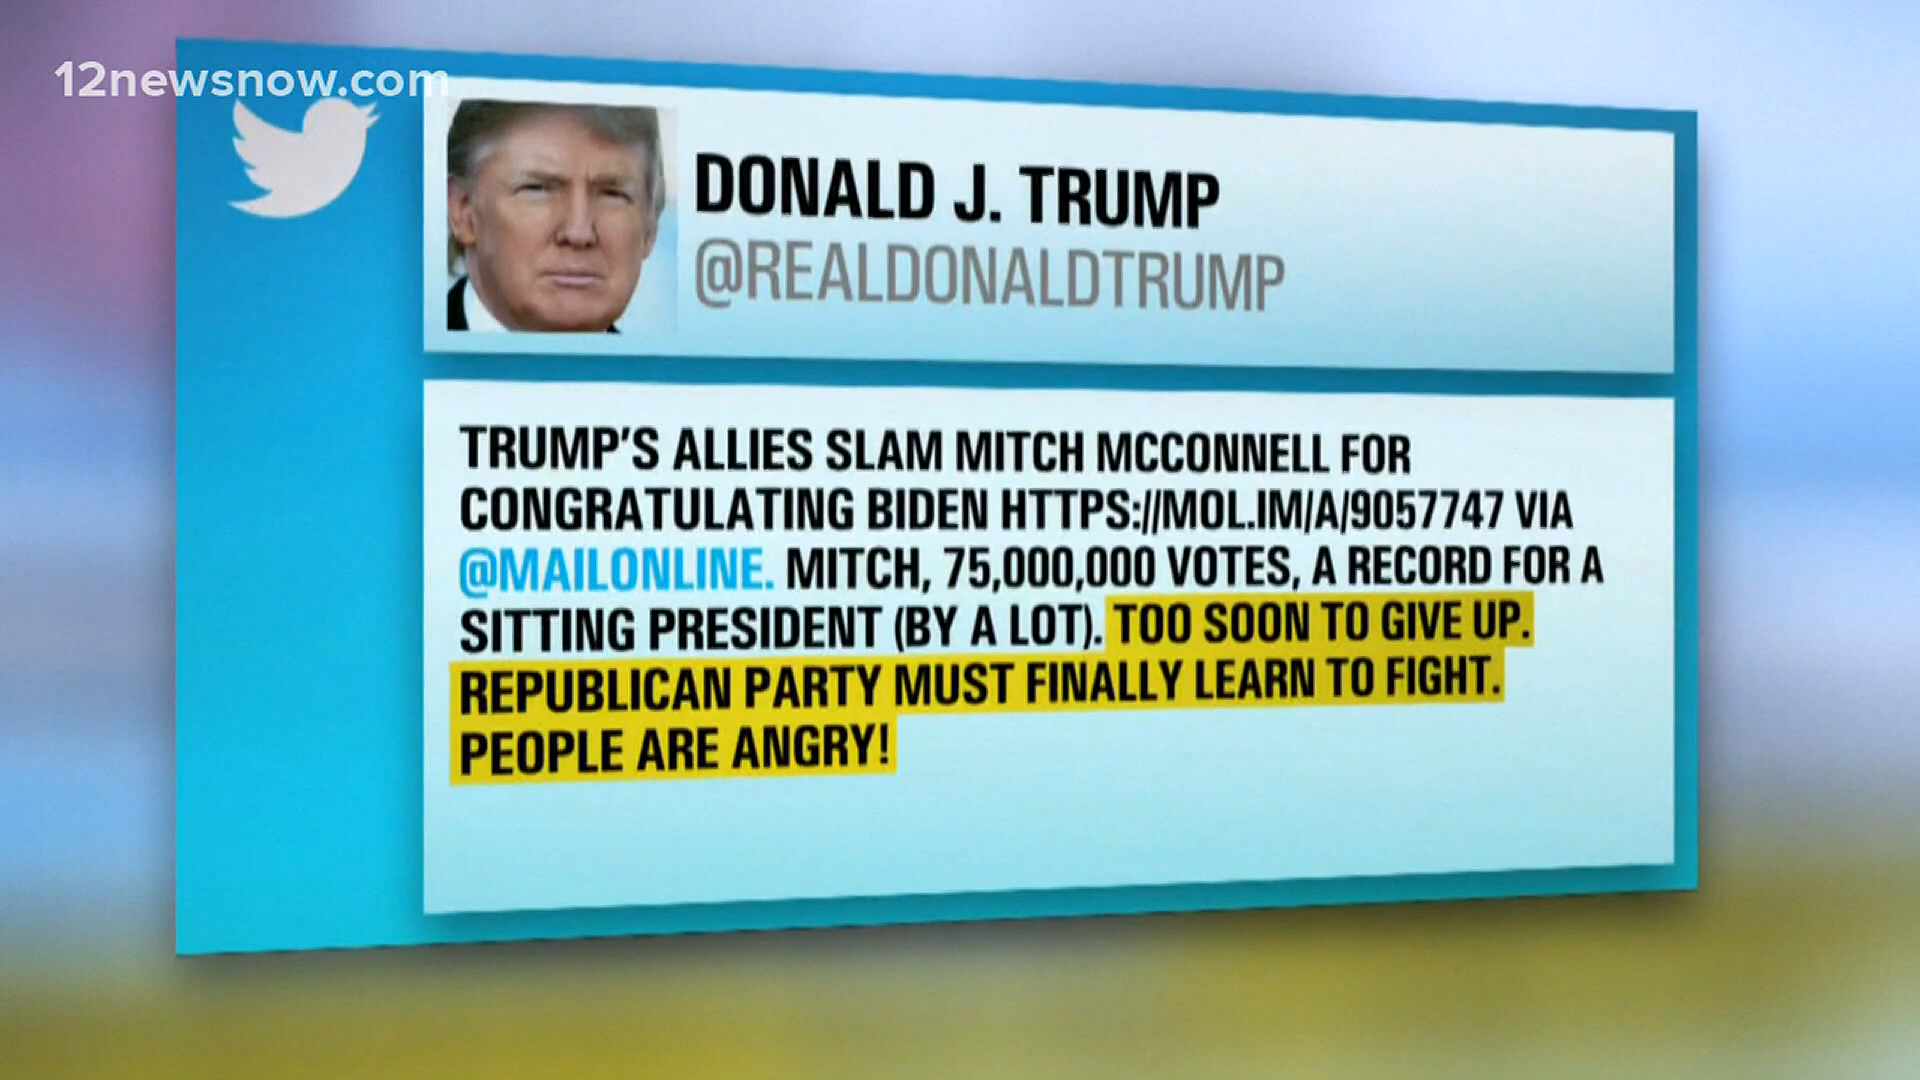 12newsnow.com
DONALD J. TRUMP
@REALDONALDTRUMP
TRUMP'S ALLIES SLAM MITCH MCCONNELL FOR
CONGRATULATING BIDEN HTTPS://MOL.IM/A/9057747 VIA
@MAILONLINE. MITCH, 75,000,000 VOTES, A RECORD FOR A
SITTING PRESIDENT (BY A LOT). TOO SOON TO GIVE UP.
REPUBLICAN PARTY MUST FINALLY LEARN TO FIGHT.
PEOPLE ARE ANGRY!